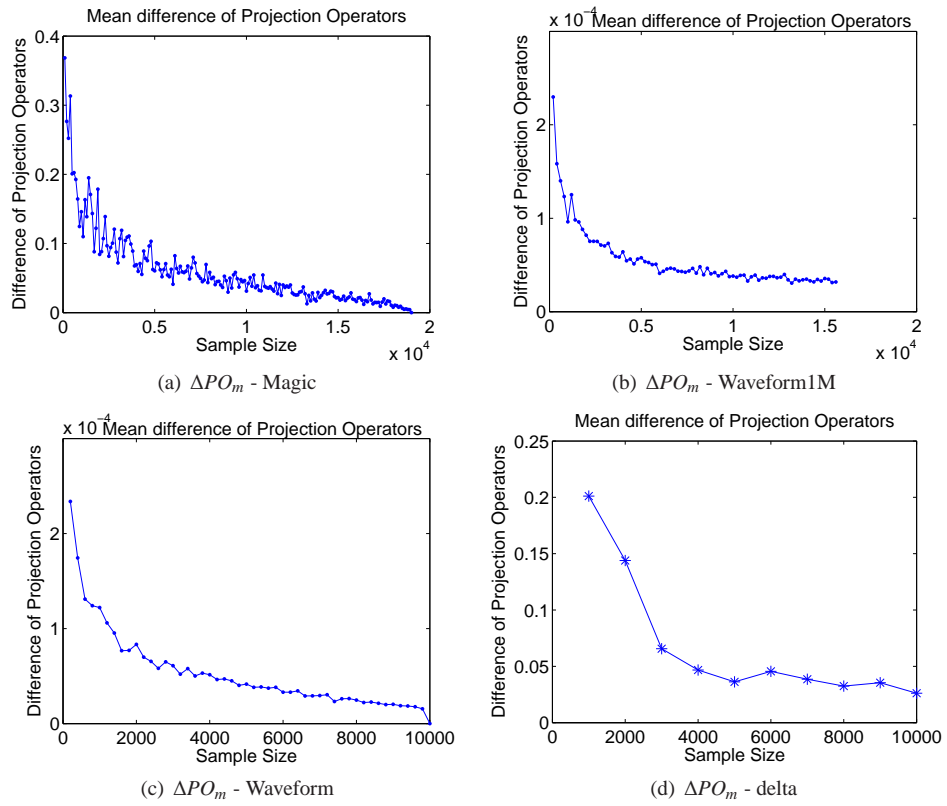 Mean difference of Projection Operators
0.4
0.3
0.2
0.1
0
Difference of Projection Operators
0 0.5 1 1.5 2
x 10^4
Sample Size
(a) ΔPO_m - Magic
x 10^−4
Mean difference of Projection Operators
2
1
0
Difference of Projection Operators
0 0.5 1 1.5 2
x 10^4
Sample Size
(b) ΔPO_m - Waveform1M
x 10^−4
Mean difference of Projection Operators
2
1
0
Difference of Projection Operators
0 2000 4000 6000 8000 10000
Sample Size
(c) ΔPO_m - Waveform
Mean difference of Projection Operators
0.25
0.2
0.15
0.1
0.05
0
Difference of Projection Operators
0 2000 4000 6000 8000 10000
Sample Size
(d) ΔPO_m - delta